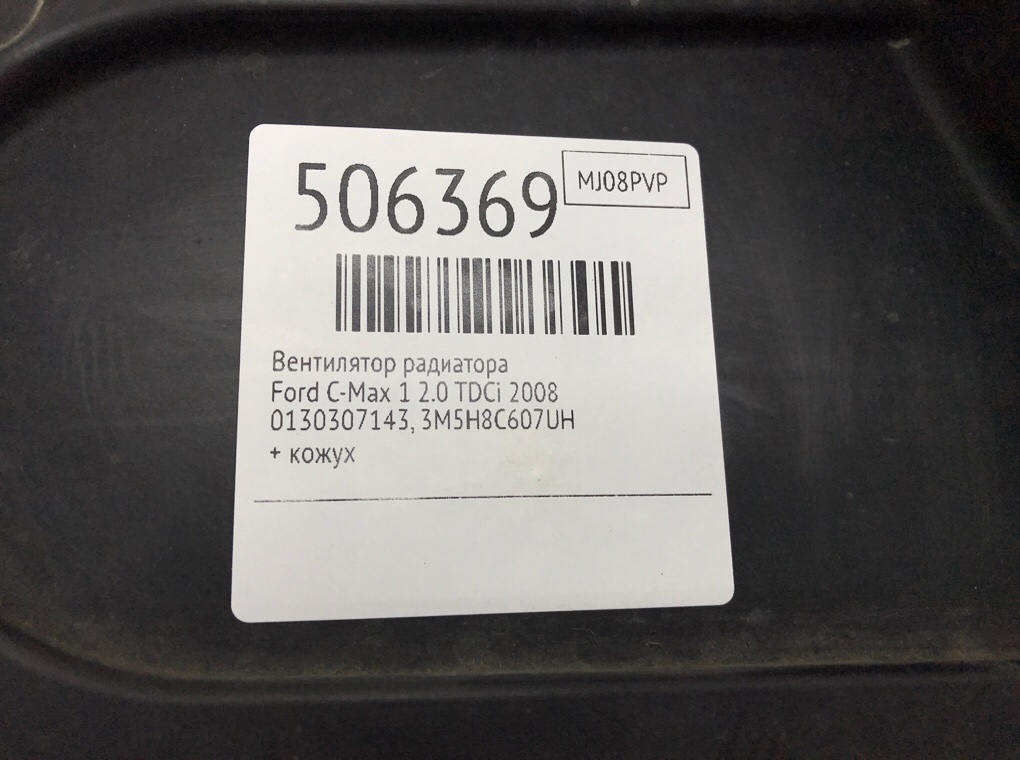 506369
MJ08PVP
Вентилятор радиатора
Ford C-Max 1 2.0 TDCi 2008
0130307143, 3M5H8C607UH
+ кожух